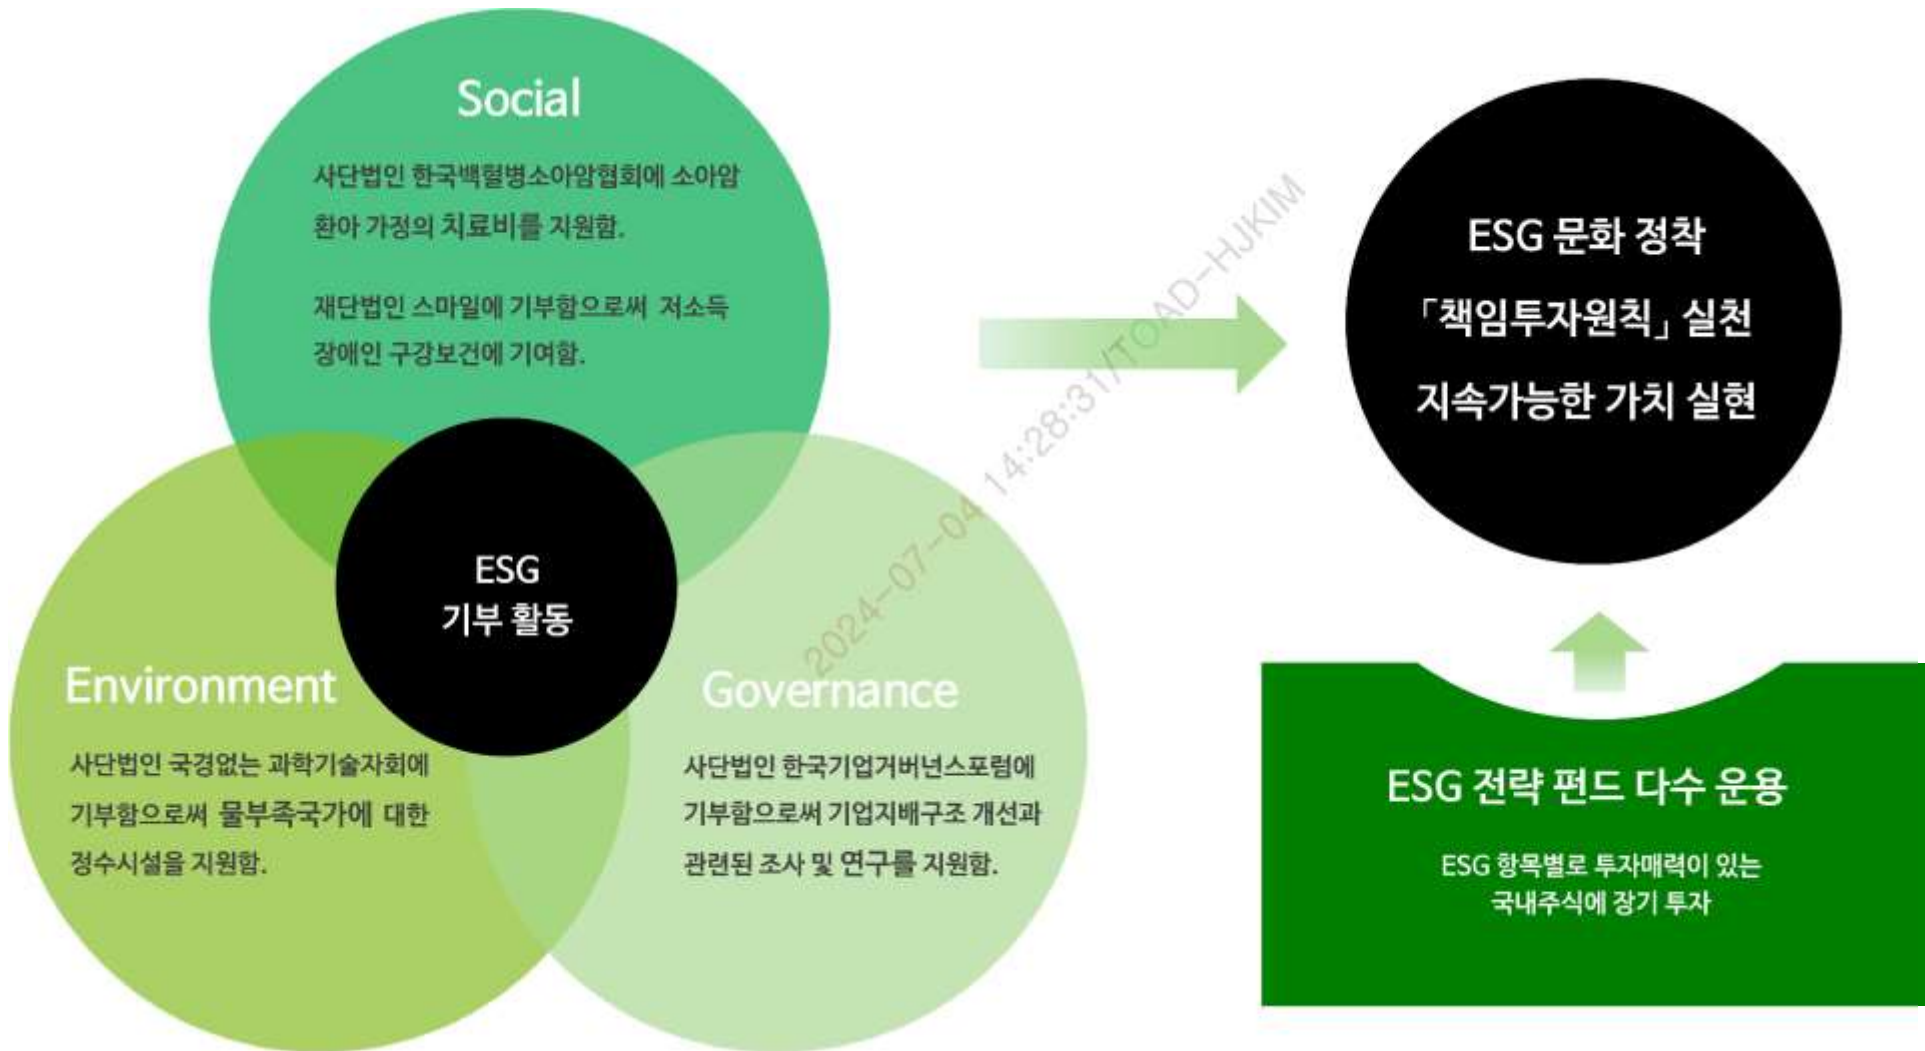 Social
사단법인 한국백혈병소아암협회에 소아암
환아 가정의 치료비를 지원함.
재단법인 스마일에 기부함으로써 저소득
장애인 구강보건에 기여함.
ESG
기부 활동
Environment
사단법인 국경없는 과학기술자회에
기부함으로써 물부족국가에 대한
정수시설을 지원함.
Governance
사단법인 한국기업거버넌스포럼에
기부함으로써 기업지배구조 개선과
관련된 조사 및 연구를 지원함.
ESG 문화 정착
「책임투자원칙」 실천
지속가능한 가치 실현
ESG 전략 펀드 다수 운용
ESG 항목별로 투자매력이 있는
국내주식에 장기 투자
2024-07-04 14:28:31/TOAD-HJKIM